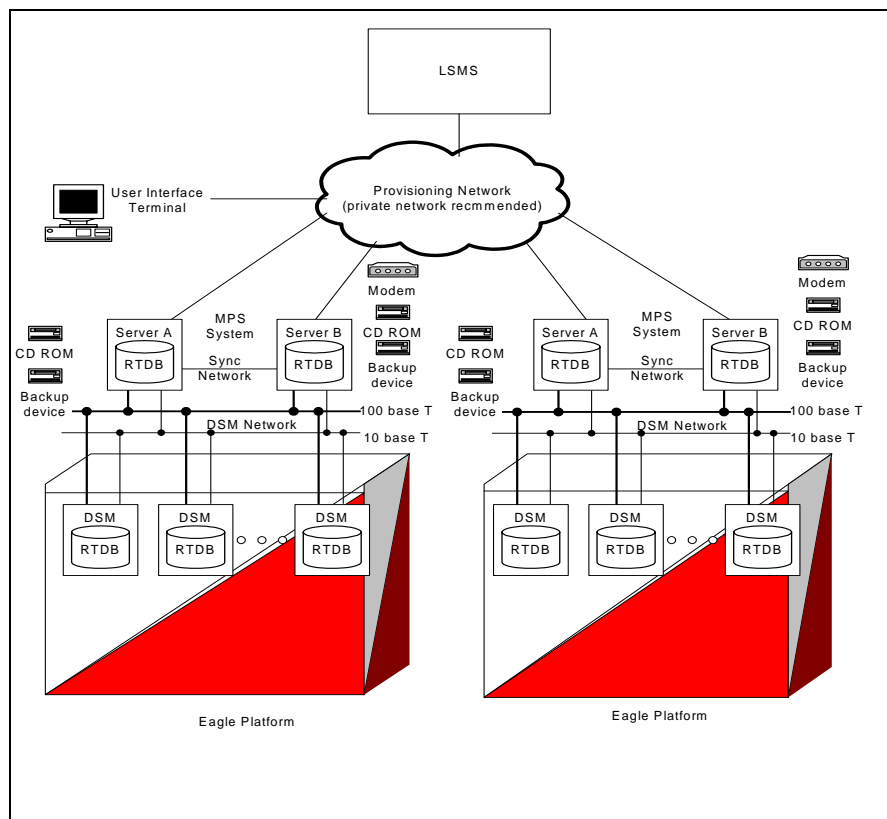 LSMS
User Interface
Terminal
Provisioning Network
(private network recmmended)
Modem
CD ROM
Backup
device
Server A
RTDB
MPS
System
Sync
Network
Server B
RTDB
CD ROM
Backup
device
100 base T
DSM Network
10 base T
DSM
RTDB
DSM
RTDB
DSM
RTDB
Eagle Platform
Modem
CD ROM
Backup
device
Server A
RTDB
MPS
System
Sync
Network
Server B
RTDB
CD ROM
Backup
device
100 base T
DSM Network
10 base T
DSM
RTDB
DSM
RTDB
DSM
RTDB
Eagle Platform